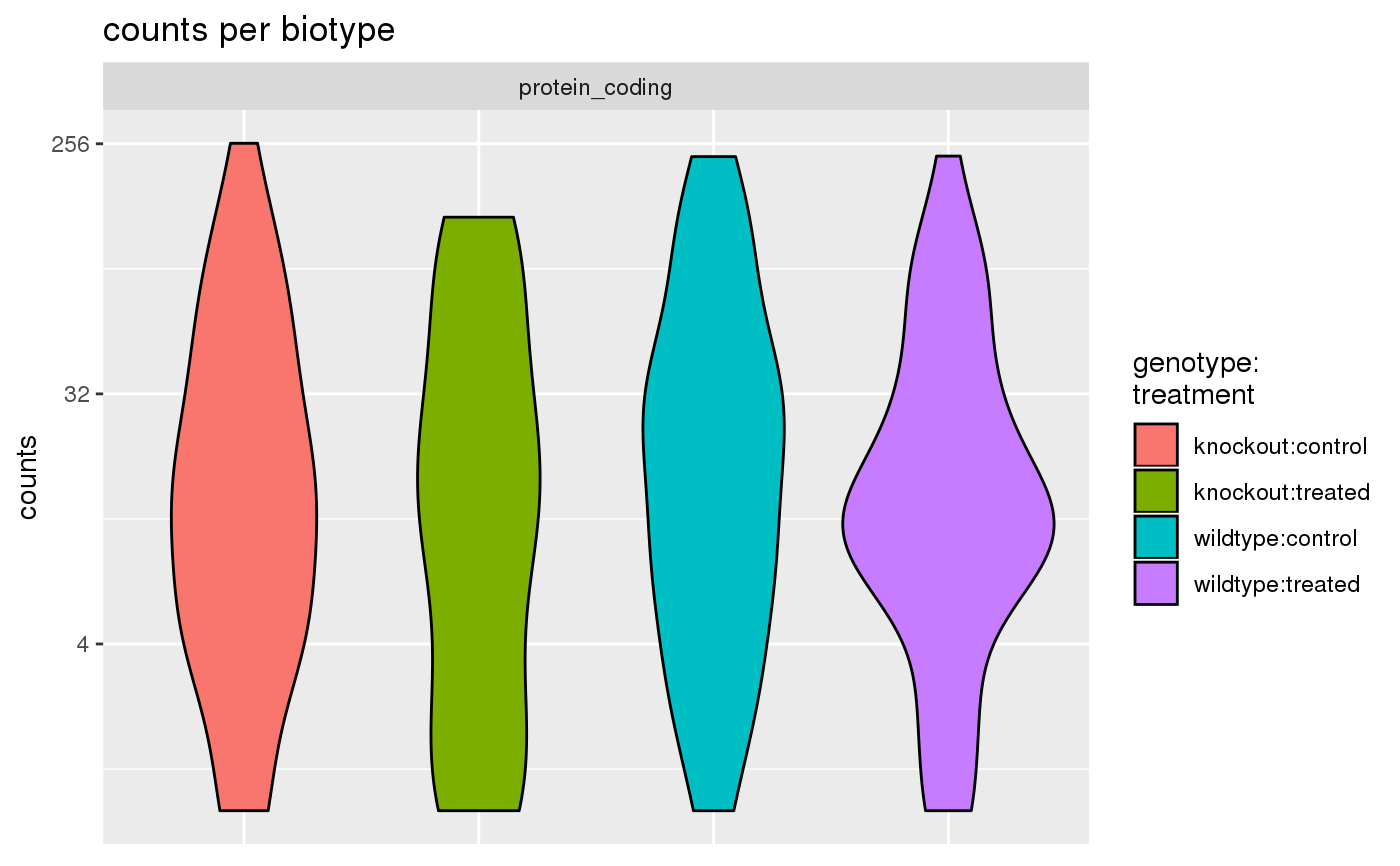 counts per biotype
protein_coding
256
32
4
counts
genotype:
treatment
knockout:control
knockout:treated
wildtype:control
wildtype:treated